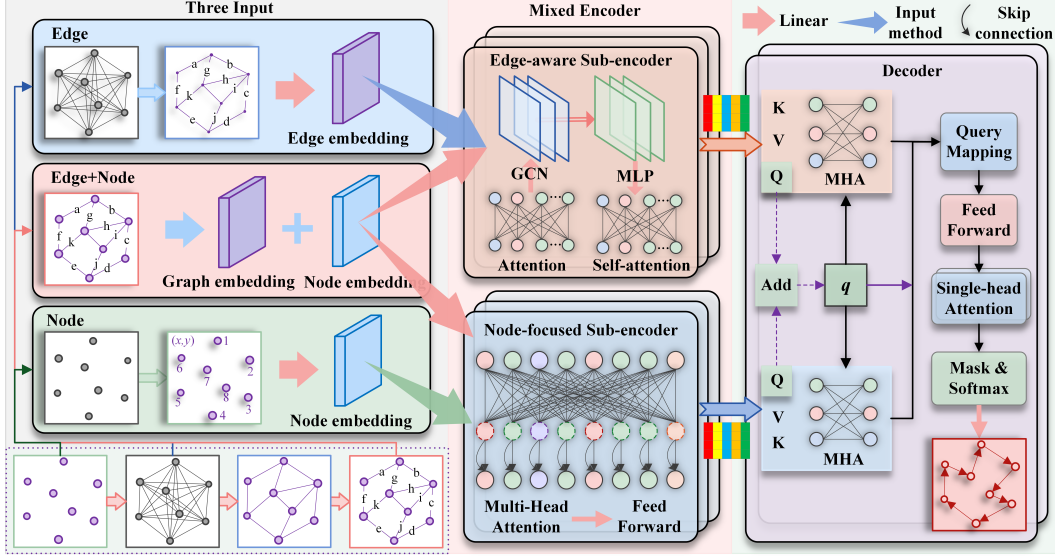 Three Input
Mixed Encoder
Linear
Input method
Skip connection
Edge
a b g h i c f k e j d
Edge embedding
Edge+Node
a b g h i c f k e j d
Graph embedding
Node embedding
Node
(x,y) 1 2 3 4 5 6 7 8
Node embedding
a b g h i c f k e j d
Edge-aware Sub-encoder
GCN
MLP
Attention
Self-attention
Node-focused Sub-encoder
Multi-Head Attention
Feed Forward
Decoder
K
V
Q
MHA
Add
q
Q
V
K
MHA
Query
Mapping
Feed
Forward
Single-head
Attention
Mask &
Softmax